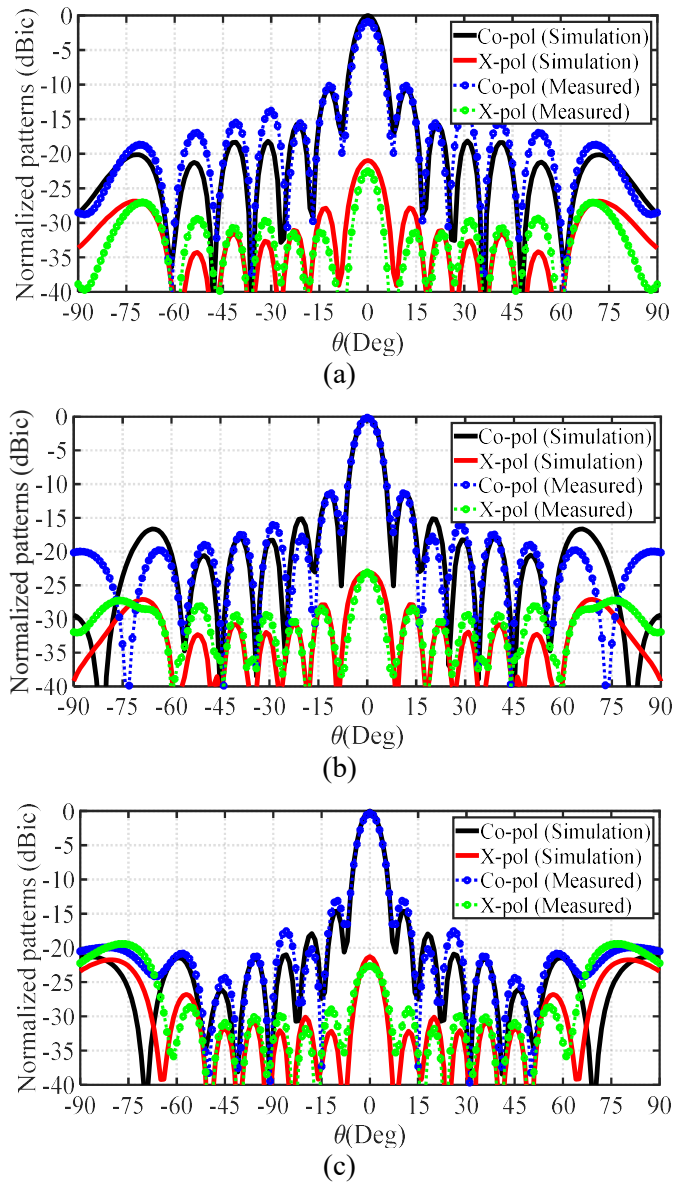 0
-5
-10
-15
-20
-25
-30
-35
-40
Normalized patterns (dBic)
Co-pol (Simulation)
X-pol (Simulation)
Co-pol (Measured)
X-pol (Measured)
-90 -75 -60 -45 -30 -15 0 15 30 45 60 75 90
θ(Deg)
(a)
0
-5
-10
-15
-20
-25
-30
-35
-40
Normalized patterns (dBic)
Co-pol (Simulation)
X-pol (Simulation)
Co-pol (Measured)
X-pol (Measured)
-90 -75 -60 -45 -30 -15 0 15 30 45 60 75 90
θ(Deg)
(b)
0
-5
-10
-15
-20
-25
-30
-35
-40
Normalized patterns (dBic)
Co-pol (Simulation)
X-pol (Simulation)
Co-pol (Measured)
X-pol (Measured)
-90 -75 -60 -45 -30 -15 0 15 30 45 60 75 90
θ(Deg)
(c)